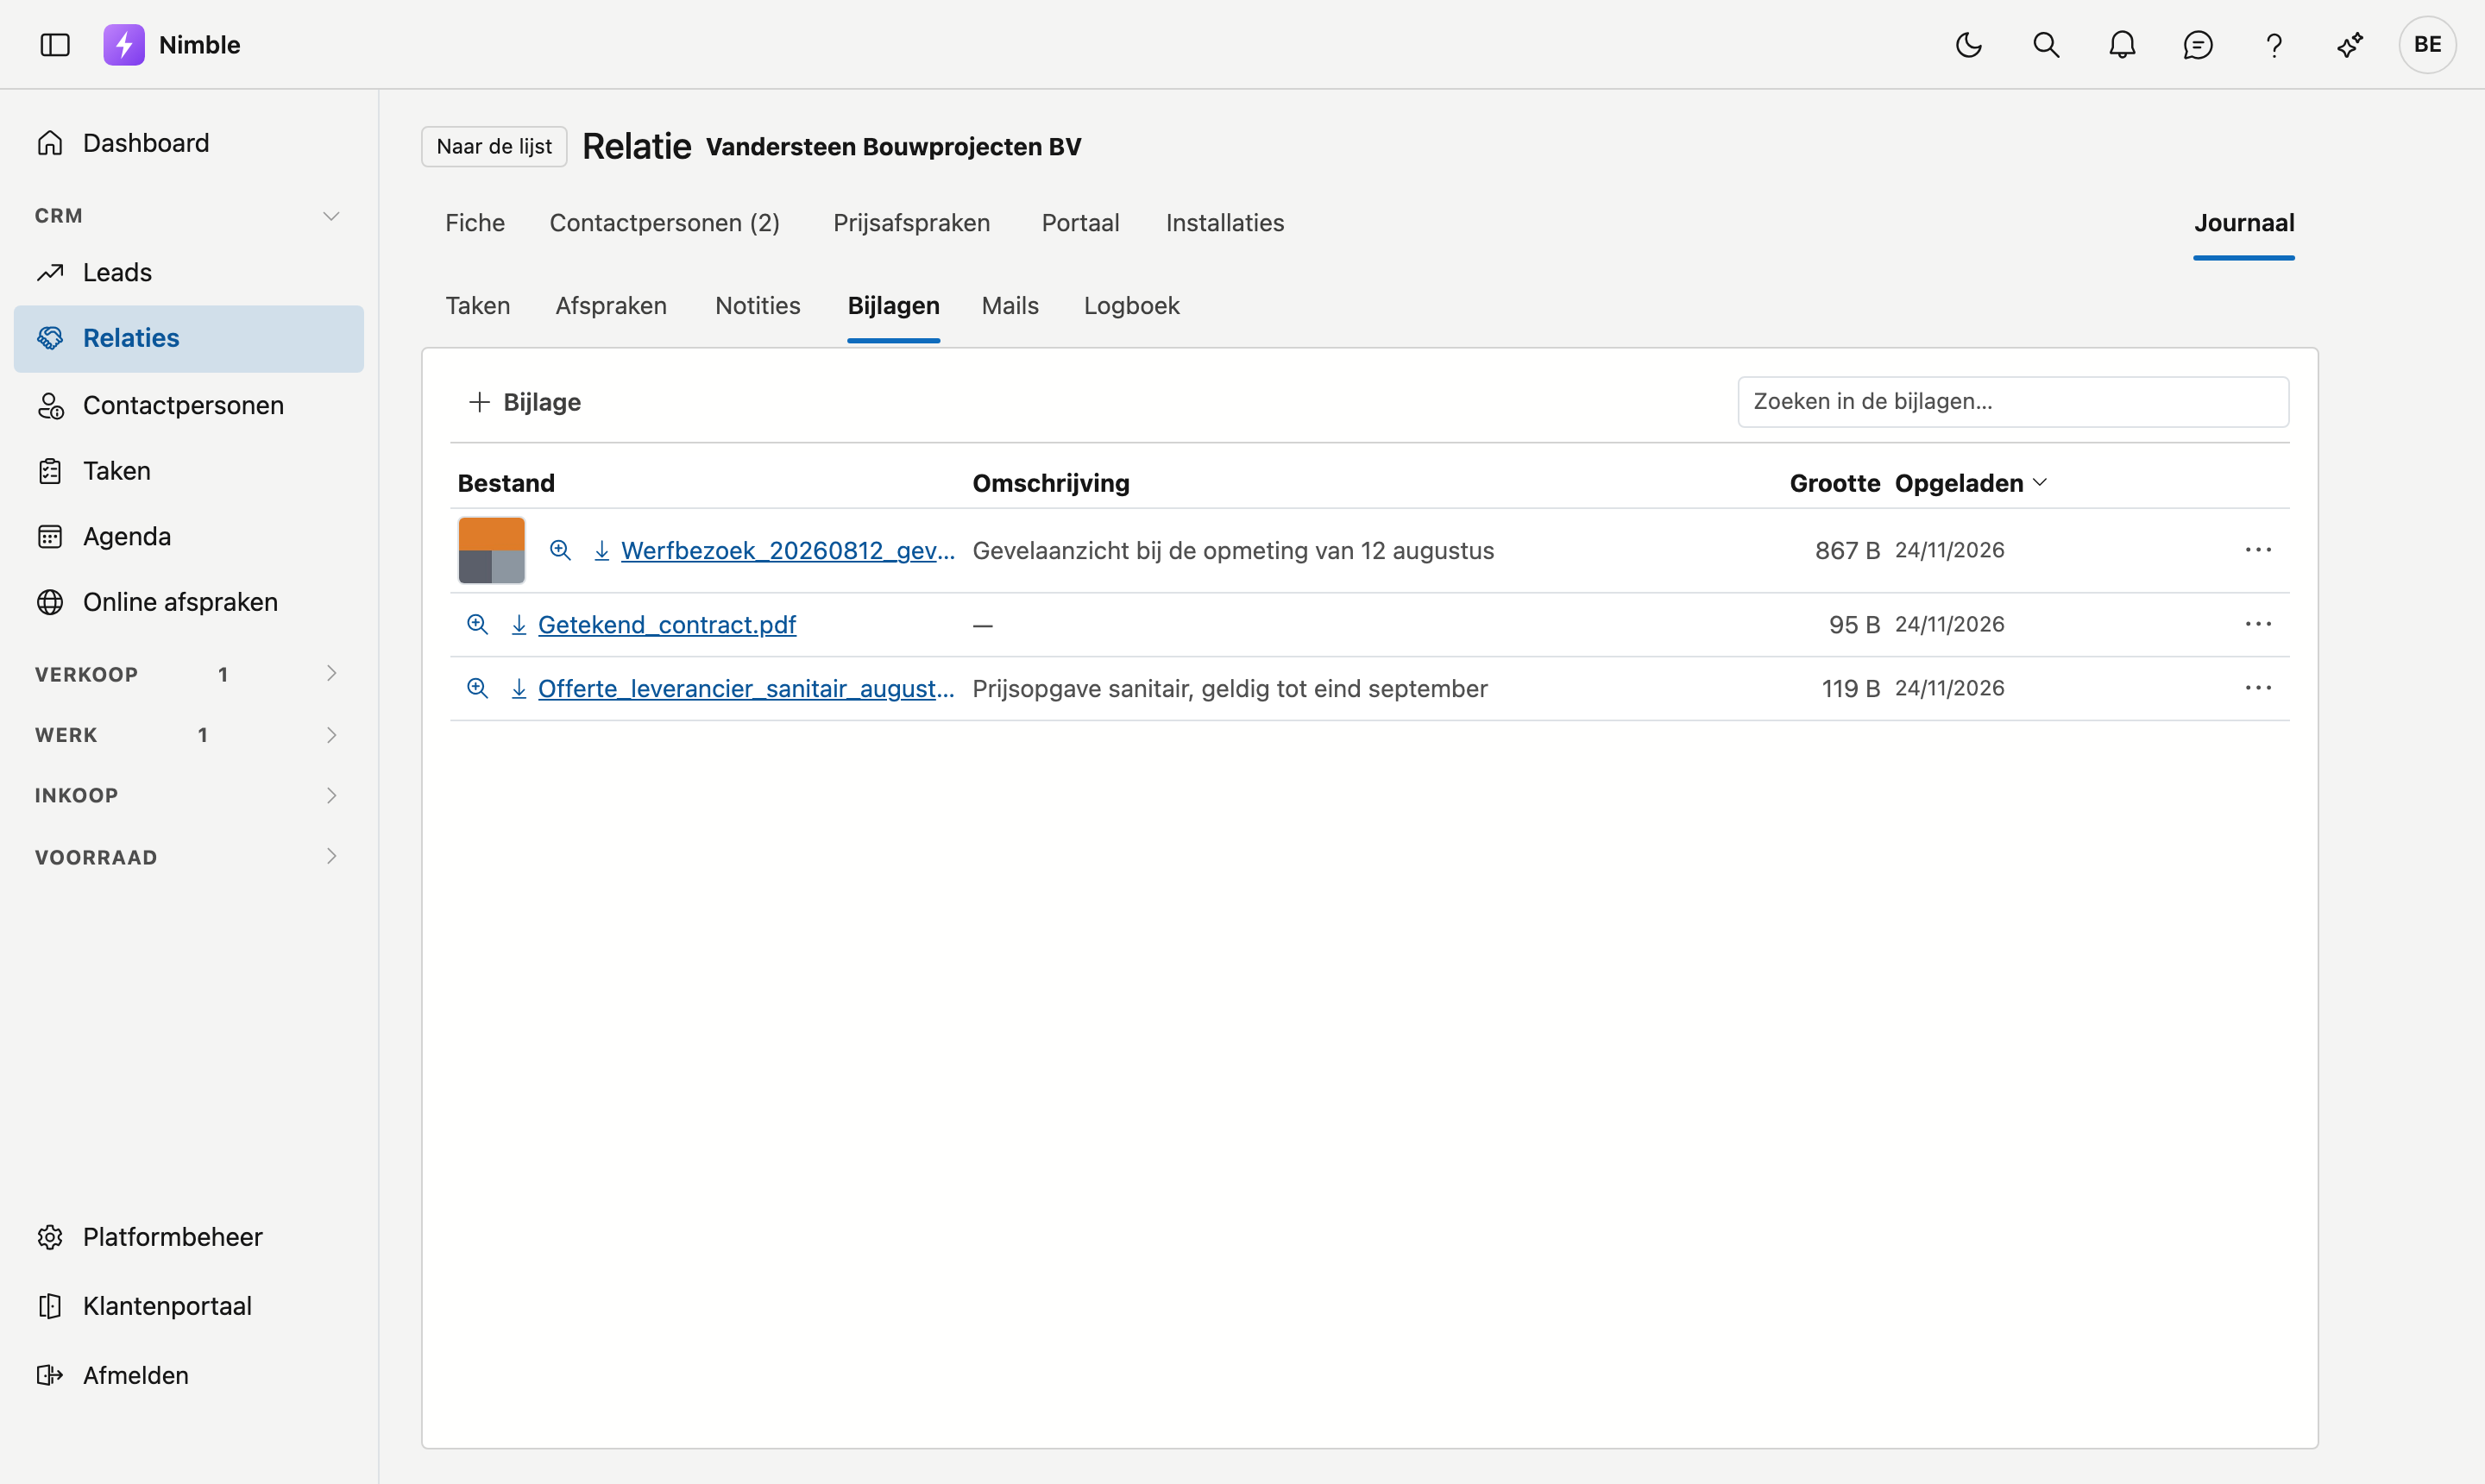 Nimble
BE
Dashboard
CRM
Leads
Relaties
Contactpersonen
Taken
Agenda
Online afspraken
VERKOOP 1
WERK 1
INKOOP
VOORRAAD
Platformbeheer
Klantenportaal
Afmelden
Naar de lijst Relatie Vandersteen Bouwprojecten BV
Fiche Contactpersonen (2) Prijsafspraken Portaal Installaties Journaal
Taken Afspraken Notities Bijlagen Mails Logboek
+ Bijlage Zoeken in de bijlagen...
Bestand Omschrijving Grootte Opgeladen
Werfbezoek_20260812_gev... Gevelaanzicht bij de opmeting van 12 augustus 867 B 24/11/2026 ...
Getekend_contract.pdf — 95 B 24/11/2026 ...
Offerte_leverancier_sanitair_august... Prijsopgave sanitair, geldig tot eind september 119 B 24/11/2026 ...